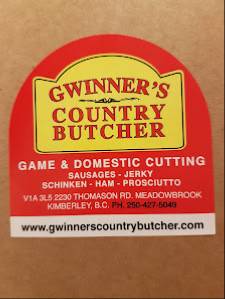 GWINNER'S
COUNTRY
BUTCHER
GAME & DOMESTIC CUTTING
SAUSAGES - JERKY
SCHINKEN - HAM - PROSCIUTTO
V1A 3L5 2230 THOMASON RD. MEADOWBROOK
KIMBERLEY, B.C. PH. 250-427-5049
www.gwinnerscountrybutcher.com